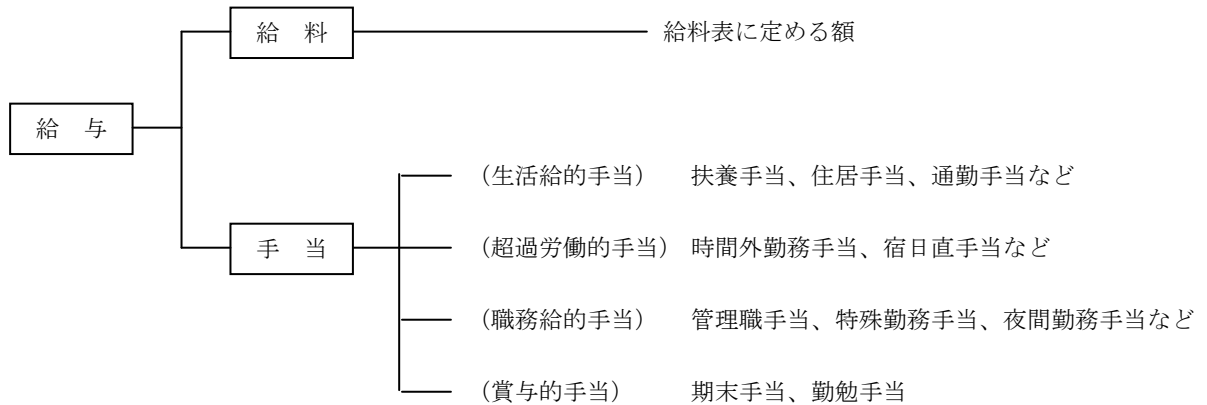 給　料　給料表に定める額
給　与
（生活給的手当）　扶養手当、住居手当、通勤手当など
手　当　（超過労働的手当）時間外勤務手当、宿日直手当など
（職務給的手当）　管理職手当、特殊勤務手当、夜間勤務手当など
（賞与的手当）　期末手当、勤勉手当